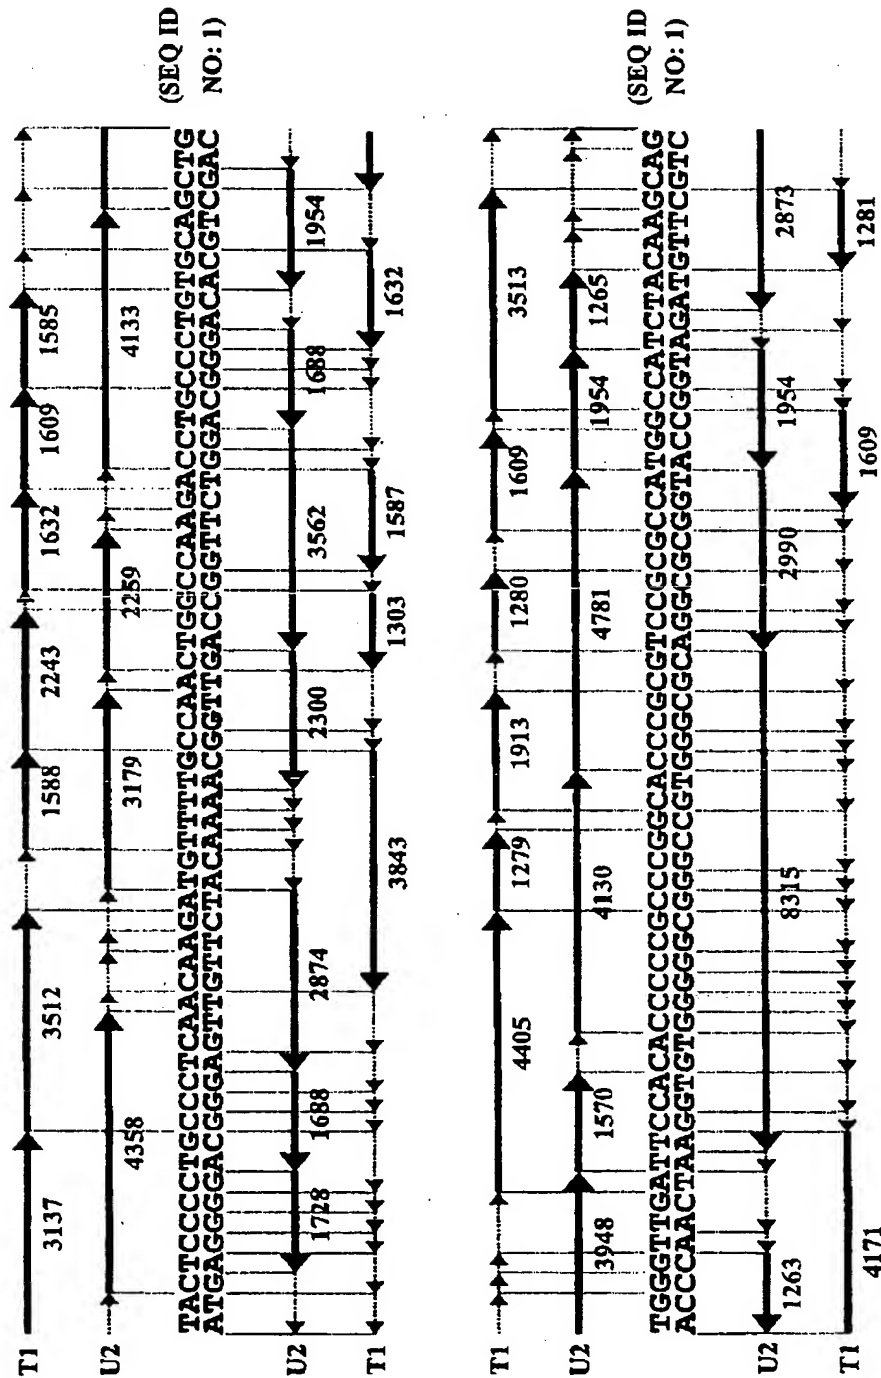 T1 3137 3512 1588 2243 1632 1609 1585
U2 4358 3179 2259 4133
TACTCCCCTGCCCTCAACAAGATGTTTTGCCAACTGGCCAAGACCTGCCCTGTGCAGCTG (SEQ ID
ATGAGGGGACGGGAGTTGTTCTACAAAACGGTTGACCGGTTCTGGACGGGACACGTCGAC NO: 1)
U2 1728 1688 2874 2300 3562 1688 1954
T1 3843 1303 1587 1632
T1 4405 1279 1913 1280 1609 3513
U2 3948 1570 4130 4781 1954 1265
TGGGTTGATTCCACACCCCCGCCCGGCACCCGCGTCCGCGCCATGGCCATCTACAAGCAG (SEQ ID
ACCCAACTAAGGTGTGGGGGCGGGCCGTGGGCGCAGGCGCGGTACCGGTAGATGTTCGTC NO: 1)
U2 1263 8315 2990 1954 2873
T1 4171 1609 1281